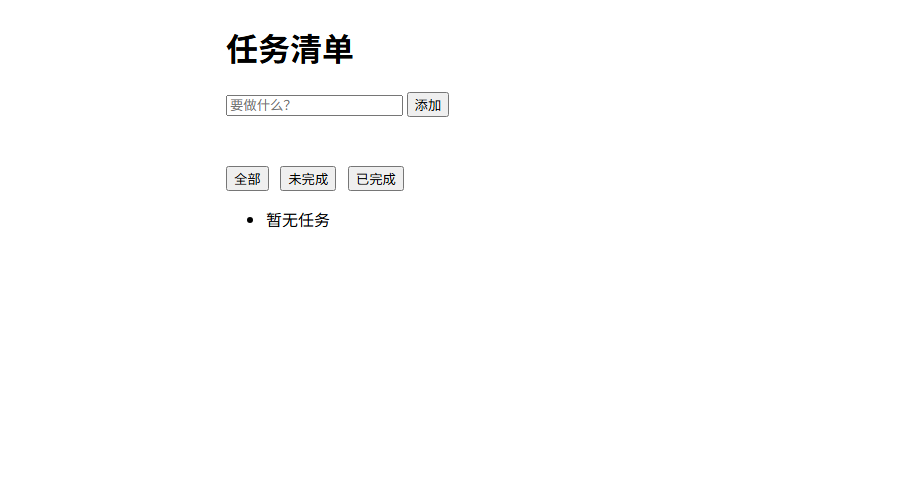 任务清单
要做什么? 添加
全部 未完成 已完成
暂无任务